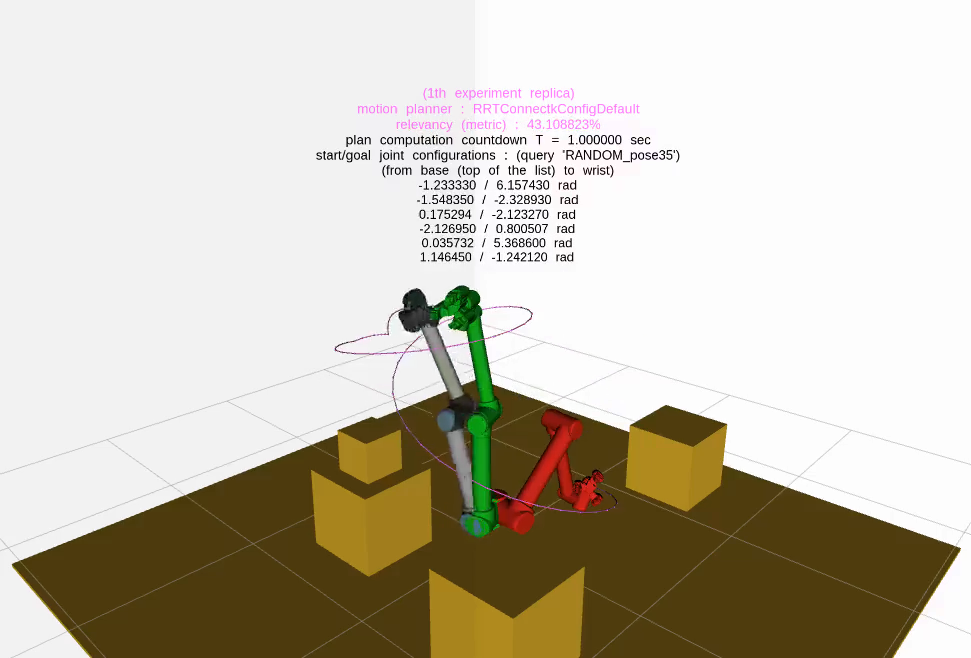 (1th experiment replica)
motion planner : RRTConnectkConfigDefault
relevancy (metric) : 43.108823%
plan computation countdown T = 1.000000 sec
start/goal joint configurations : (query 'RANDOM_pose35')
(from base (top of the list) to wrist)
-1.233330 / 6.157430 rad
-1.548350 / -2.328930 rad
0.175294 / -2.123270 rad
-2.126950 / 0.800507 rad
0.035732 / 5.368600 rad
1.146450 / -1.242120 rad